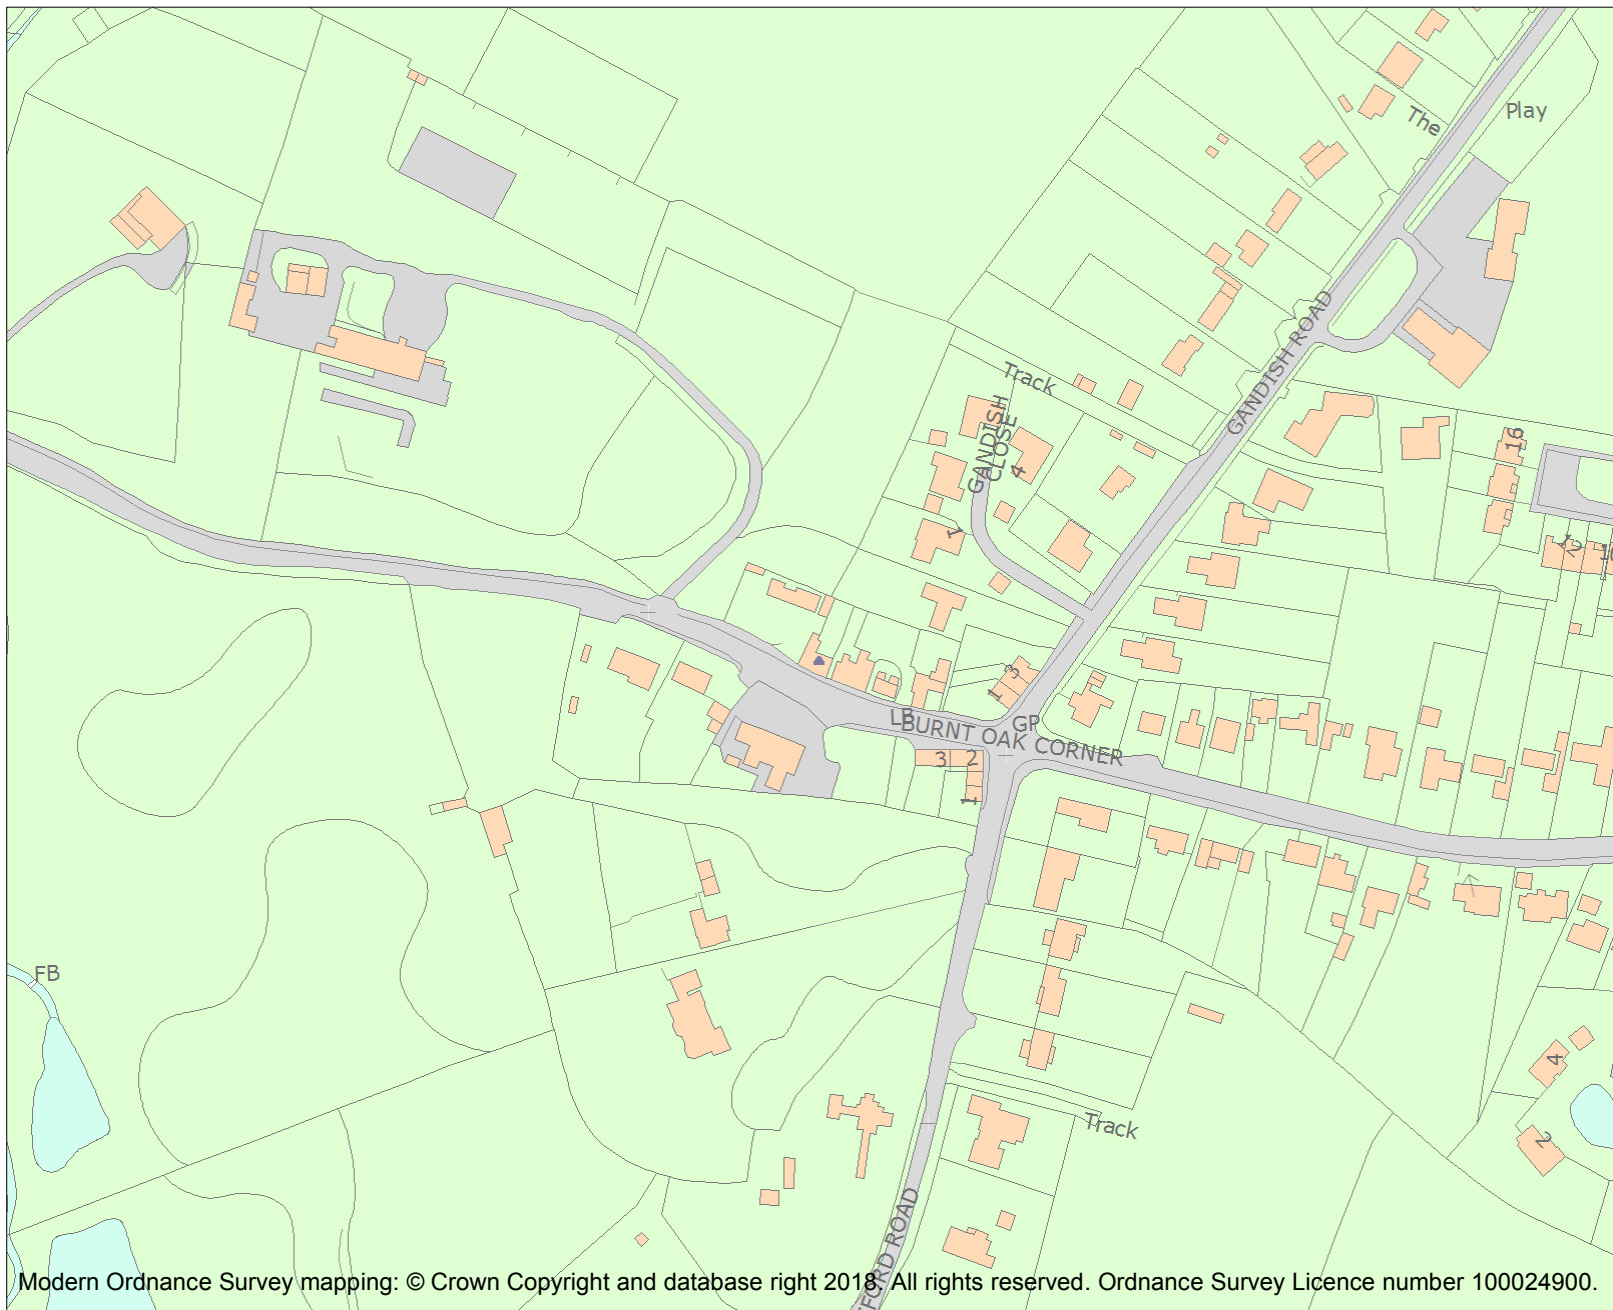 The
Play
GANDISH ROAD
Track
GANDISH
CLOSE
4
1
16
12
3
1
LB
GP
BURNT OAK CORNER
3
2
1
FB
4
2
Track
FORD ROAD
Modern Ordnance Survey mapping: © Crown Copyright and database right 2018. All rights reserved. Ordnance Survey Licence number 100024900.